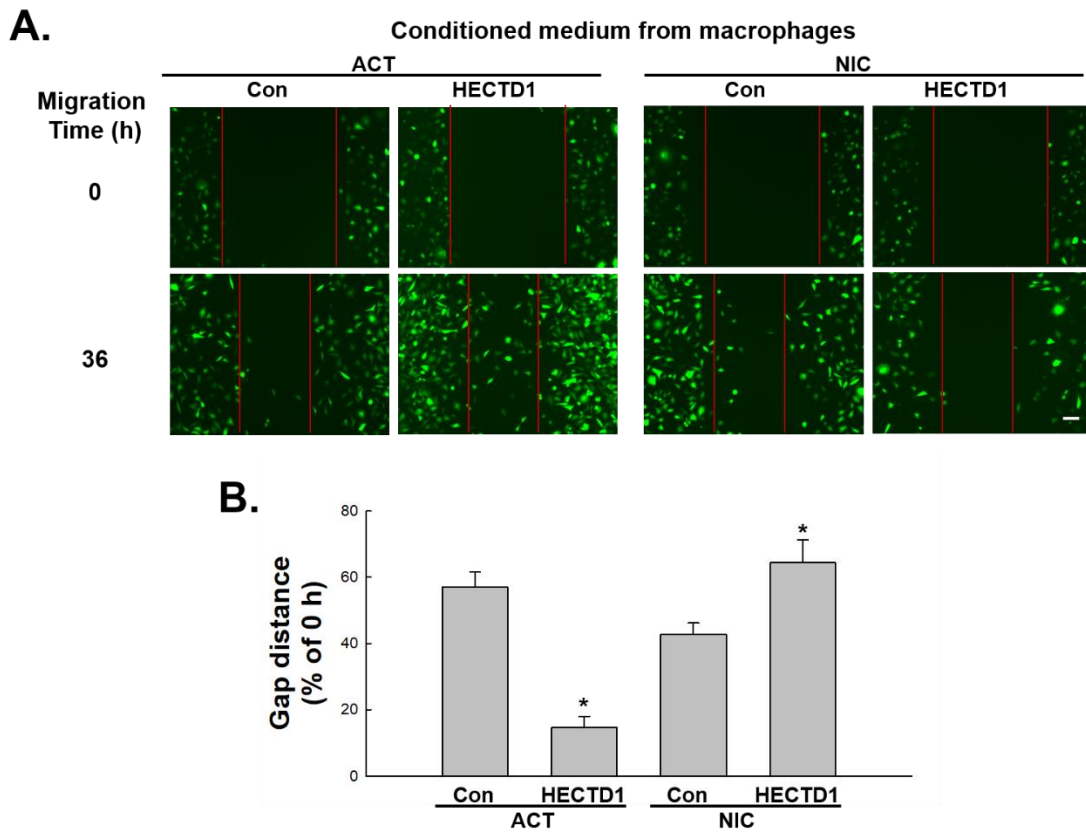 A.
Conditioned medium from macrophages
ACT NIC
Con HECTD1 Con HECTD1
Migration
Time (h)
0
36
B.
Gap distance
(% of 0 h)
80
60
40
20
0
*
*
Con HECTD1 Con HECTD1
ACT NIC